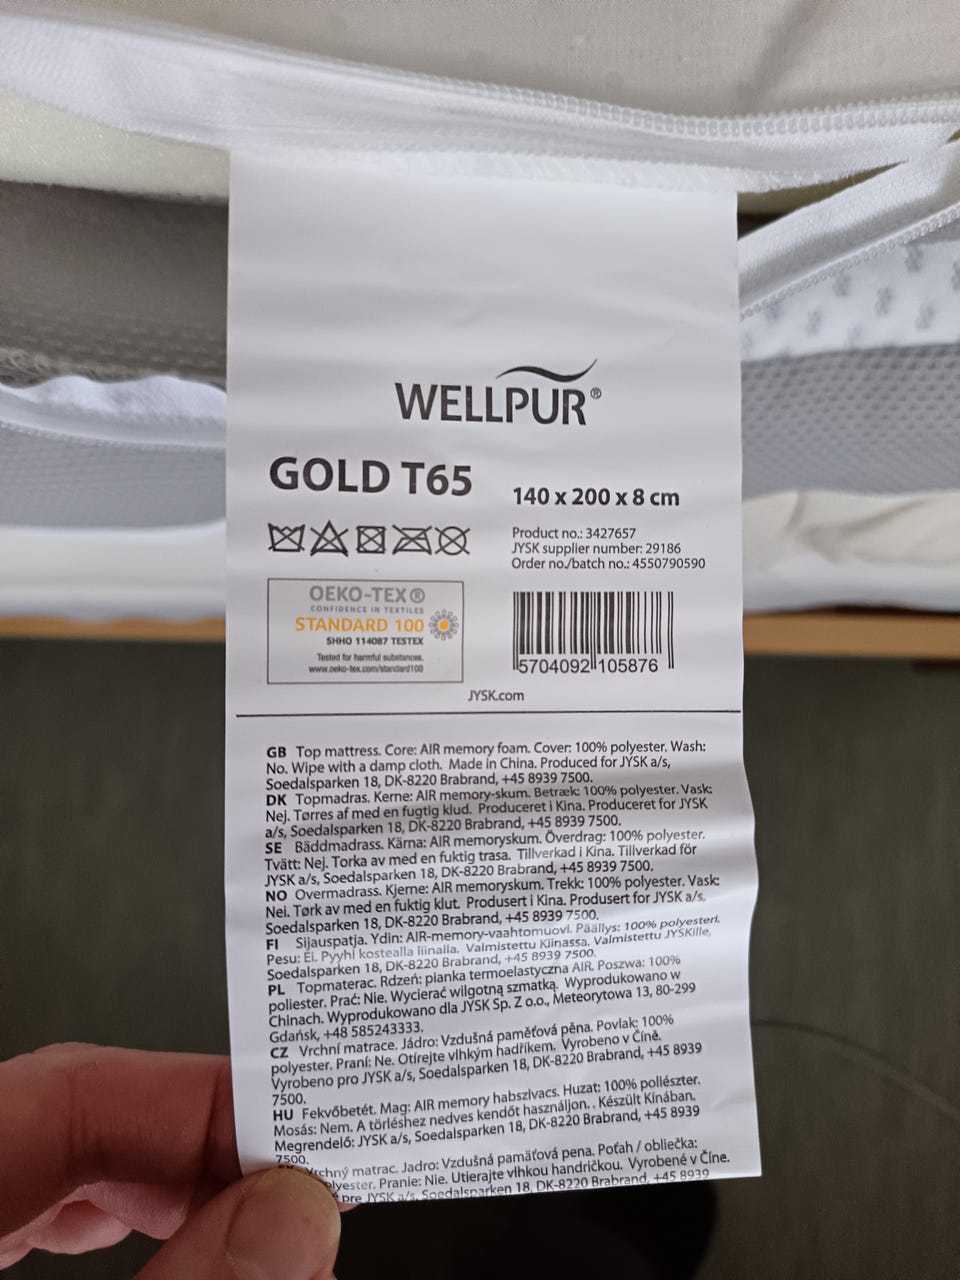 WELLPUR®
GOLD T65
140 x 200 x 8 cm
Product no.: 3427657
JYSK supplier number: 29186
Order no./batch no.: 4550790590
OEKO-TEX®
CONFIDENCE IN TEXTILES
STANDARD 100
SHHO 114087 TESTEX
Tested for harmful substances.
www.oeko-tex.com/standard100
5704092 105876
JYSK.com
GB Top mattress. Core: AIR memory foam. Cover: 100% polyester. Wash:
No. Wipe with a damp cloth. Made in China. Produced for JYSK a/s,
Soedalsparken 18, DK-8220 Brabrand, +45 8939 7500.
DK Topmadras. Kerne: AIR memory-skum. Betræk: 100% polyester. Vask:
Nej. Tørres af med en fugtig klud. Produceret i Kina. Produceret for JYSK
a/s, Soedalsparken 18, DK-8220 Brabrand, +45 8939 7500.
SE Bäddmadrass. Kärna: AIR memoryskum. Överdrag: 100% polyester.
Tvätt: Nej. Torka av med en fuktig trasa. Tillverkad i Kina. Tillverkad för
JYSK a/s, Soedalsparken 18, DK-8220 Brabrand, +45 8939 7500.
NO Overmadrass. Kjerne: AIR memoryskum. Trekk: 100% polyester. Vask:
Nei. Tørk av med en fuktig klut. Produsert i Kina. Produsert for JYSK a/s,
Soedalsparken 18, DK-8220 Brabrand, +45 8939 7500.
FI Sijauspatja. Ydin: AIR-memory-vaahtomuovi. Päällys: 100% polyesteri.
Pesu: Ei. Pyyhi kostealla liinalla. Valmistettu Kiinassa. Valmistettu JYSKille,
Soedalsparken 18, DK-8220 Brabrand, +45 8939 7500.
PL Topmaterac. Rdzeń: pianka termoelastyczna AIR. Poszwa: 100%
poliester. Prać: Nie. Wycierać wilgotną szmatką. Wyprodukowano w
Chinach. Wyprodukowano dla JYSK Sp. Z o.o., Meteorytowa 13, 80-299
Gdańsk, +48 585243333.
CZ Vrchní matrace. Jádro: Vzdušná paměťová pěna. Povlak: 100%
polyester. Praní: Ne. Otírejte vlhkým hadříkem. Vyrobeno v Číně.
Vyrobeno pro JYSK a/s, Soedalsparken 18, DK-8220 Brabrand, +45 8939
7500.
HU Fekvőbetét. Mag: AIR memory habszivacs. Huzat: 100% poliészter.
Mosás: Nem. A törléshez nedves kendőt használjon. . Készült Kínában.
Megrendelő: JYSK a/s, Soedalsparken 18, DK-8220 Brabrand, +45 8939
7500.
Vrchný matrac. Jadro: Vzdušná pamäťová pena. Poťah / obliečka:
Pranie: Nie. Utierajte vlhkou handričkou. Vyrobené v Číne.
pre JYSK a/s, Soedalsparken 18, DK-8220 Brabrand, +45 8939